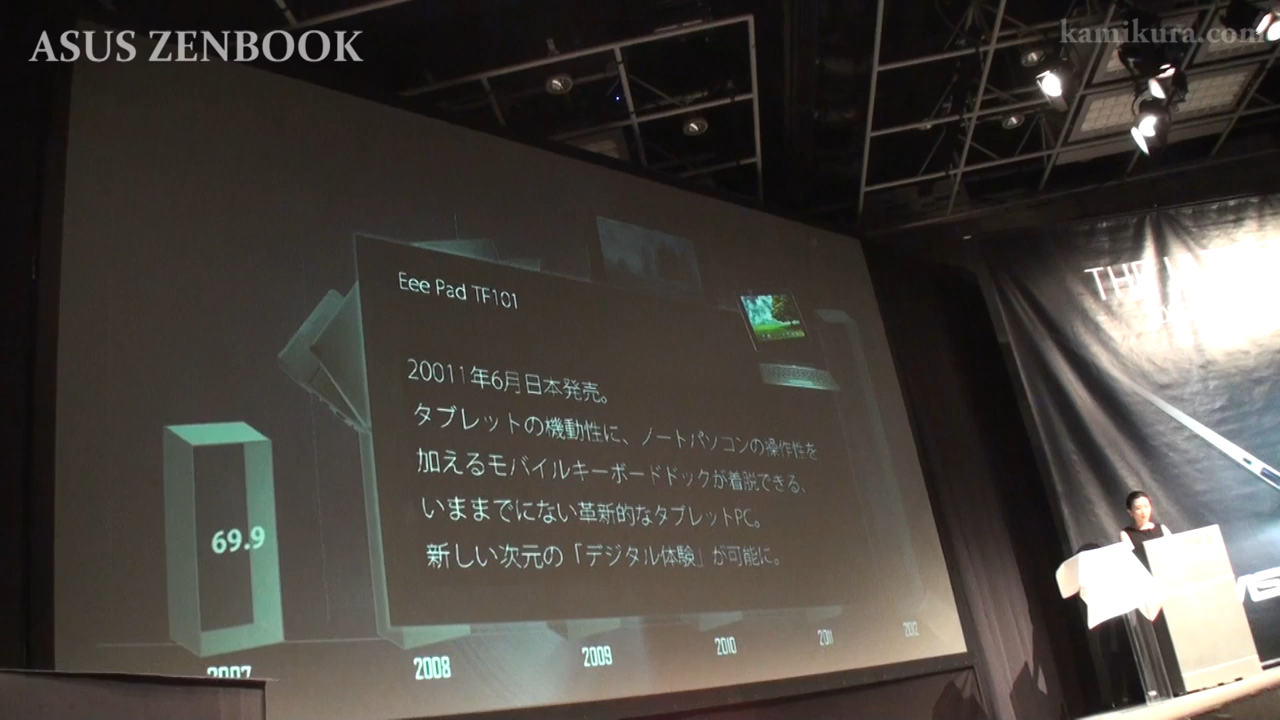 ASUS ZENBOOK
kamikura.com
Eee Pad TF101
20011年6月日本発売。
タブレットの機動性に、ノートパソコンの操作性を
加えるモバイルキーボードドックが着脱できる、
いままでにない革新的なタブレットPC。
新しい次元の「デジタル体験」が可能に。
69.9
2007
2008
2009
2010
2011
2012